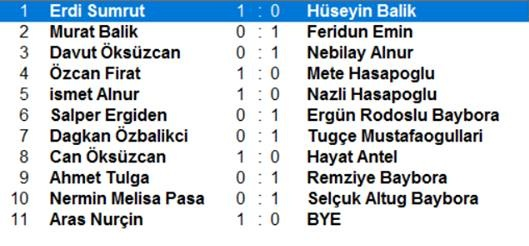 1 Erdi Sumrut 1 : 0 Hüseyin Balik
2 Murat Balik 0 : 1 Feridun Emin
3 Davut Öksüzcan 0 : 1 Nebilay Alnur
4 Özcan Firat 1 : 0 Mete Hasapoglu
5 ismet Alnur 1 : 0 Nazli Hasapoglu
6 Salper Ergiden 0 : 1 Ergün Rodoslu Baybora
7 Dagkan Özbalikci 0 : 1 Tugçe Mustafaogullari
8 Can Öksüzcan 1 : 0 Hayat Antel
9 Ahmet Tulga 0 : 1 Remziye Baybora
10 Nermin Melisa Pasa 0 : 1 Selçuk Altug Baybora
11 Aras Nurçin 1 : 0 BYE